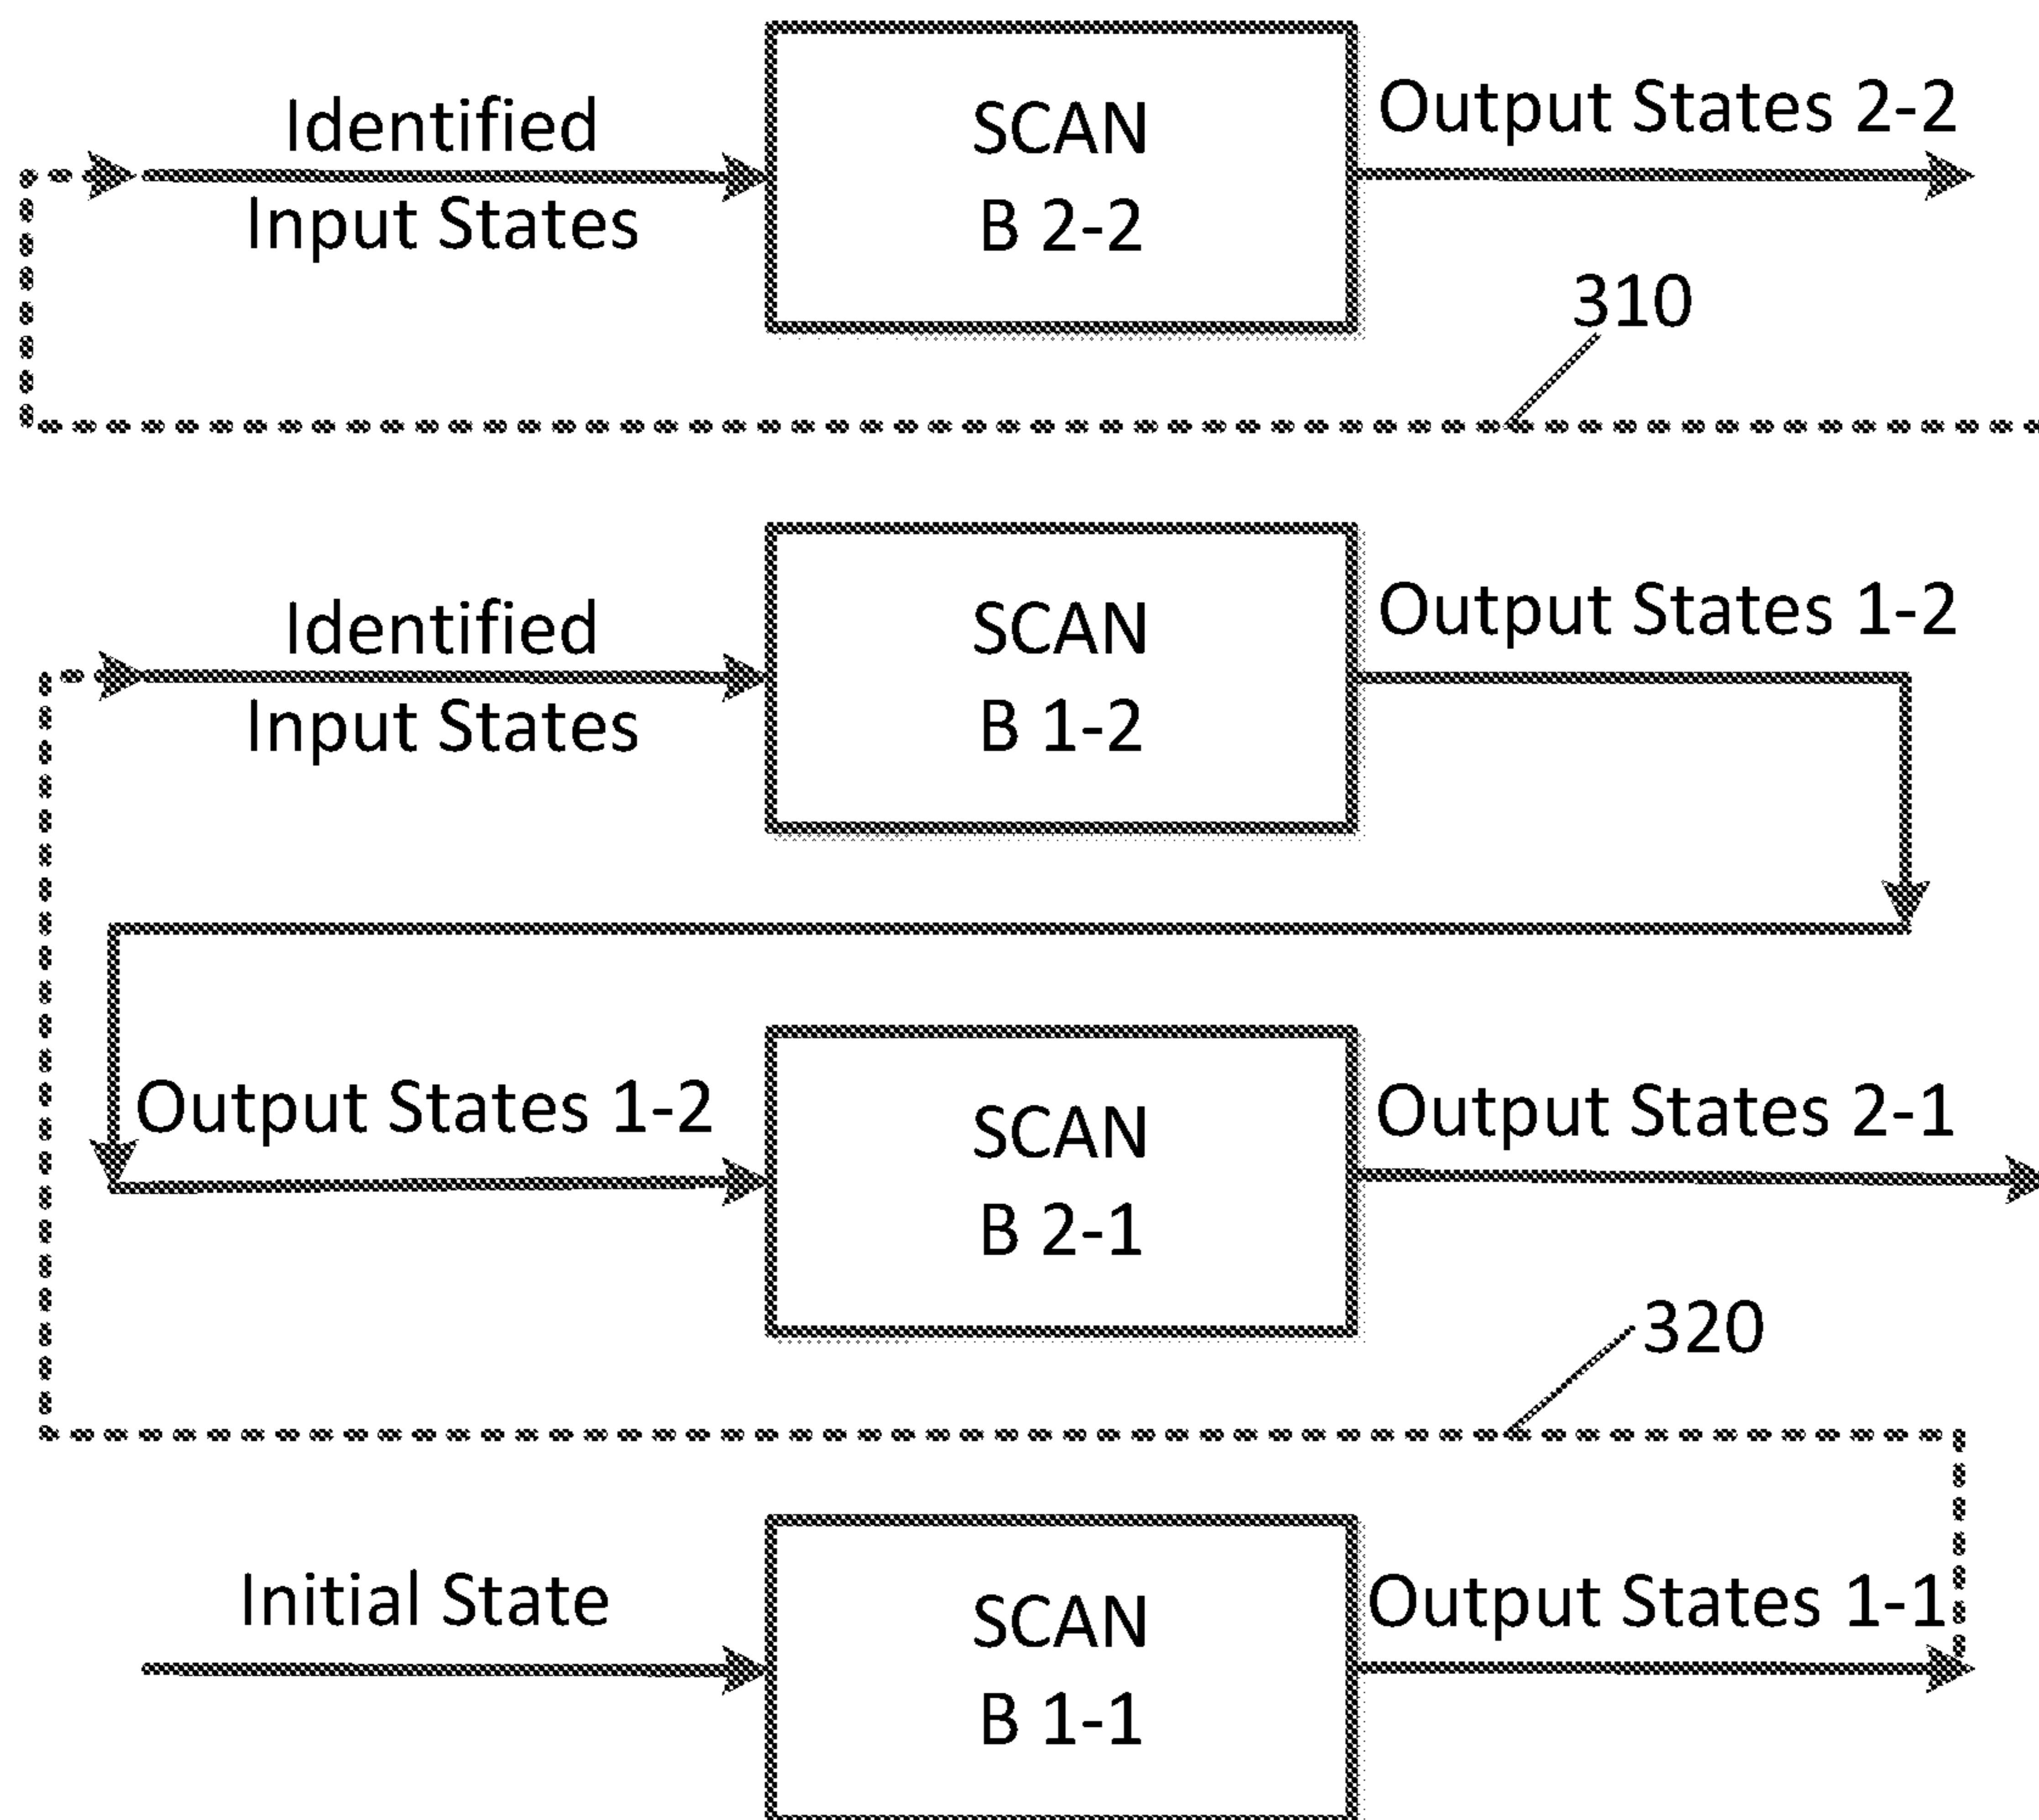 Identified
Input States
SCAN
B 2-2
Output States 2-2
310
Identified
Input States
SCAN
B 1-2
Output States 1-2
Output States 1-2
SCAN
B 2-1
Output States 2-1
320
Initial State
SCAN
B 1-1
Output States 1-1